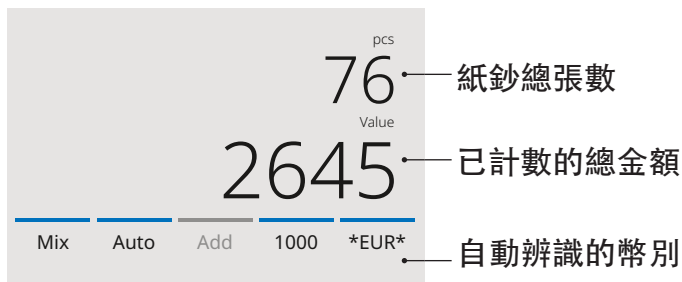 pcs
76
紙鈔總張數
Value
2645
已計數的總金額
Mix Auto Add 1000 *EUR*
自動辨識的幣別